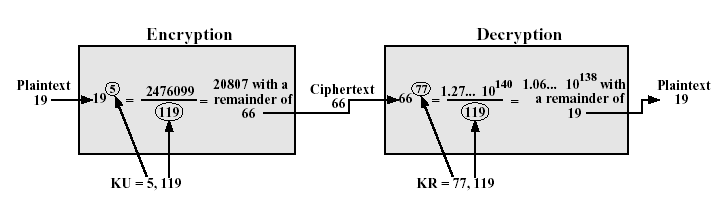 Encryption
Decryption
Plaintext
19
19^5 = 2476099 / 119 = 20807 with a
remainder of
66
Ciphertext
66
66^77 = 1.27... 10^140 / 119 = 1.06... 10^138 with
a remainder of
19
Plaintext
19
KU = 5, 119
KR = 77, 119